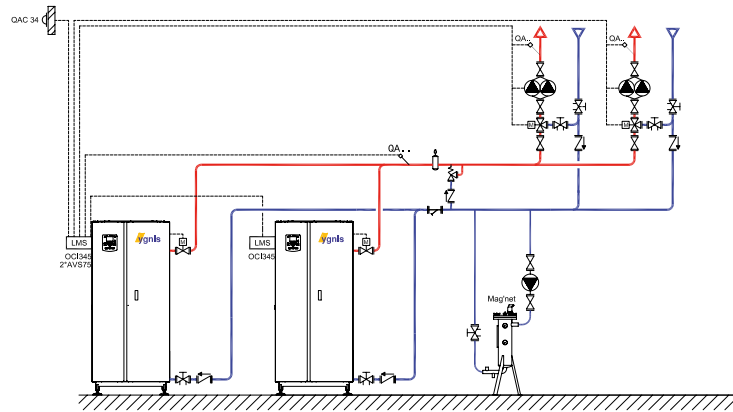 QAC 34
QA..
QA..
QA..
M
M
LMS
OCI345
2*AVS75
ygnis
M
LMS
OCI345
ygnis
M
Mag'net